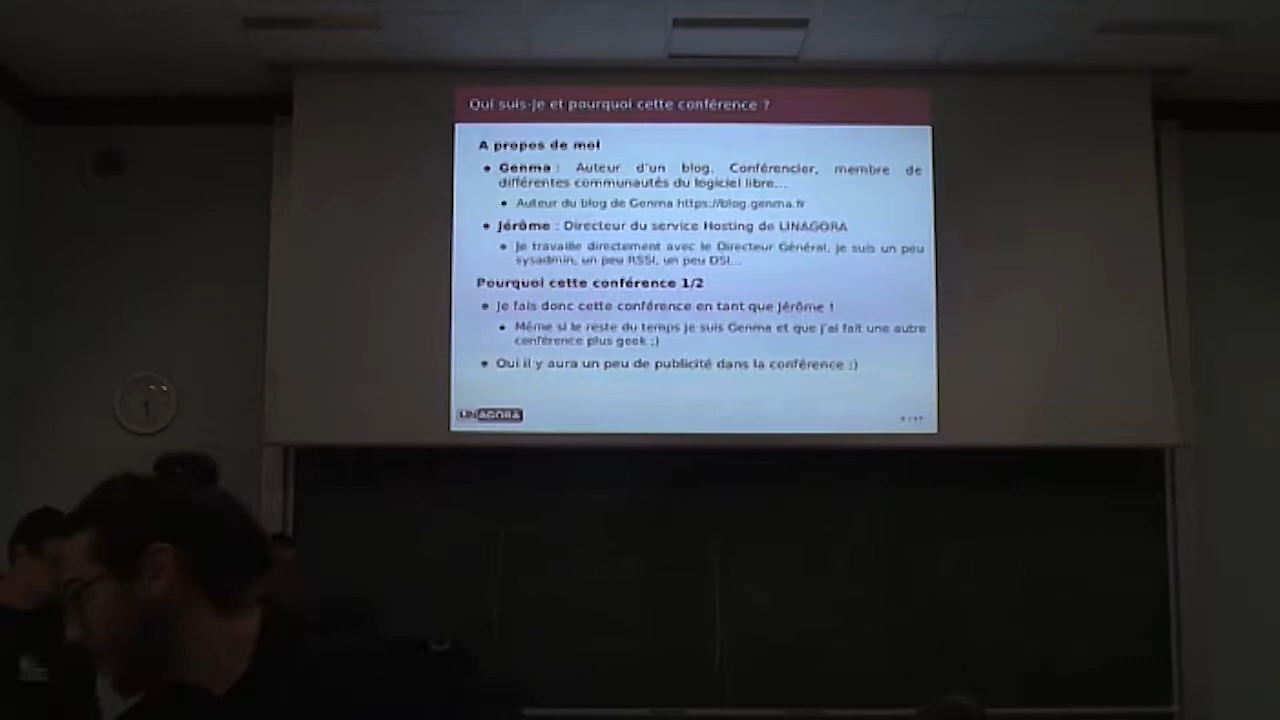 Qui suis-je et pourquoi cette conférence ?
A propos de moi
• Genma : Auteur d'un blog, Conférencier, membre de
différentes communautés du logiciel libre...
• Auteur du blog de Genma https://blog.genma.fr
• Jérôme : Directeur du service Hosting de LINAGORA
• Je travaille directement avec le Directeur Général, je suis un peu
sysadmin, un peu RSSI, un peu DSI...
Pourquoi cette conférence 1/2
• Je fais donc cette conférence en tant que Jérôme !
• Même si le reste du temps je suis Genma et que j'ai fait une autre
conférence plus geek ;)
• Oui il y aura un peu de publicité dans la conférence :)
LINAGORA